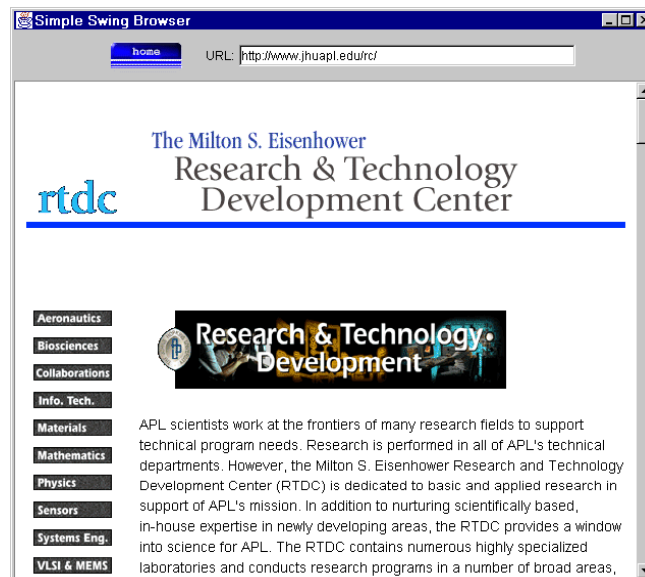 Simple Swing Browser
home
URL: http://www.jhuapl.edu/rc/
The Milton S. Eisenhower
Research & Technology
Development Center
rtdc
Research & Technology
Development
Aeronautics
Biosciences
Collaborations
Info. Tech.
Materials
Mathematics
Physics
Sensors
Systems Eng.
VLSI & MEMS
APL scientists work at the frontiers of many research fields to support
technical program needs. Research is performed in all of APL's technical
departments. However, the Milton S. Eisenhower Research and Technology
Development Center (RTDC) is dedicated to basic and applied research in
support of APL's mission. In addition to nurturing scientifically based,
in-house expertise in newly developing areas, the RTDC provides a window
into science for APL. The RTDC contains numerous highly specialized
laboratories and conducts research programs in a number of broad areas,